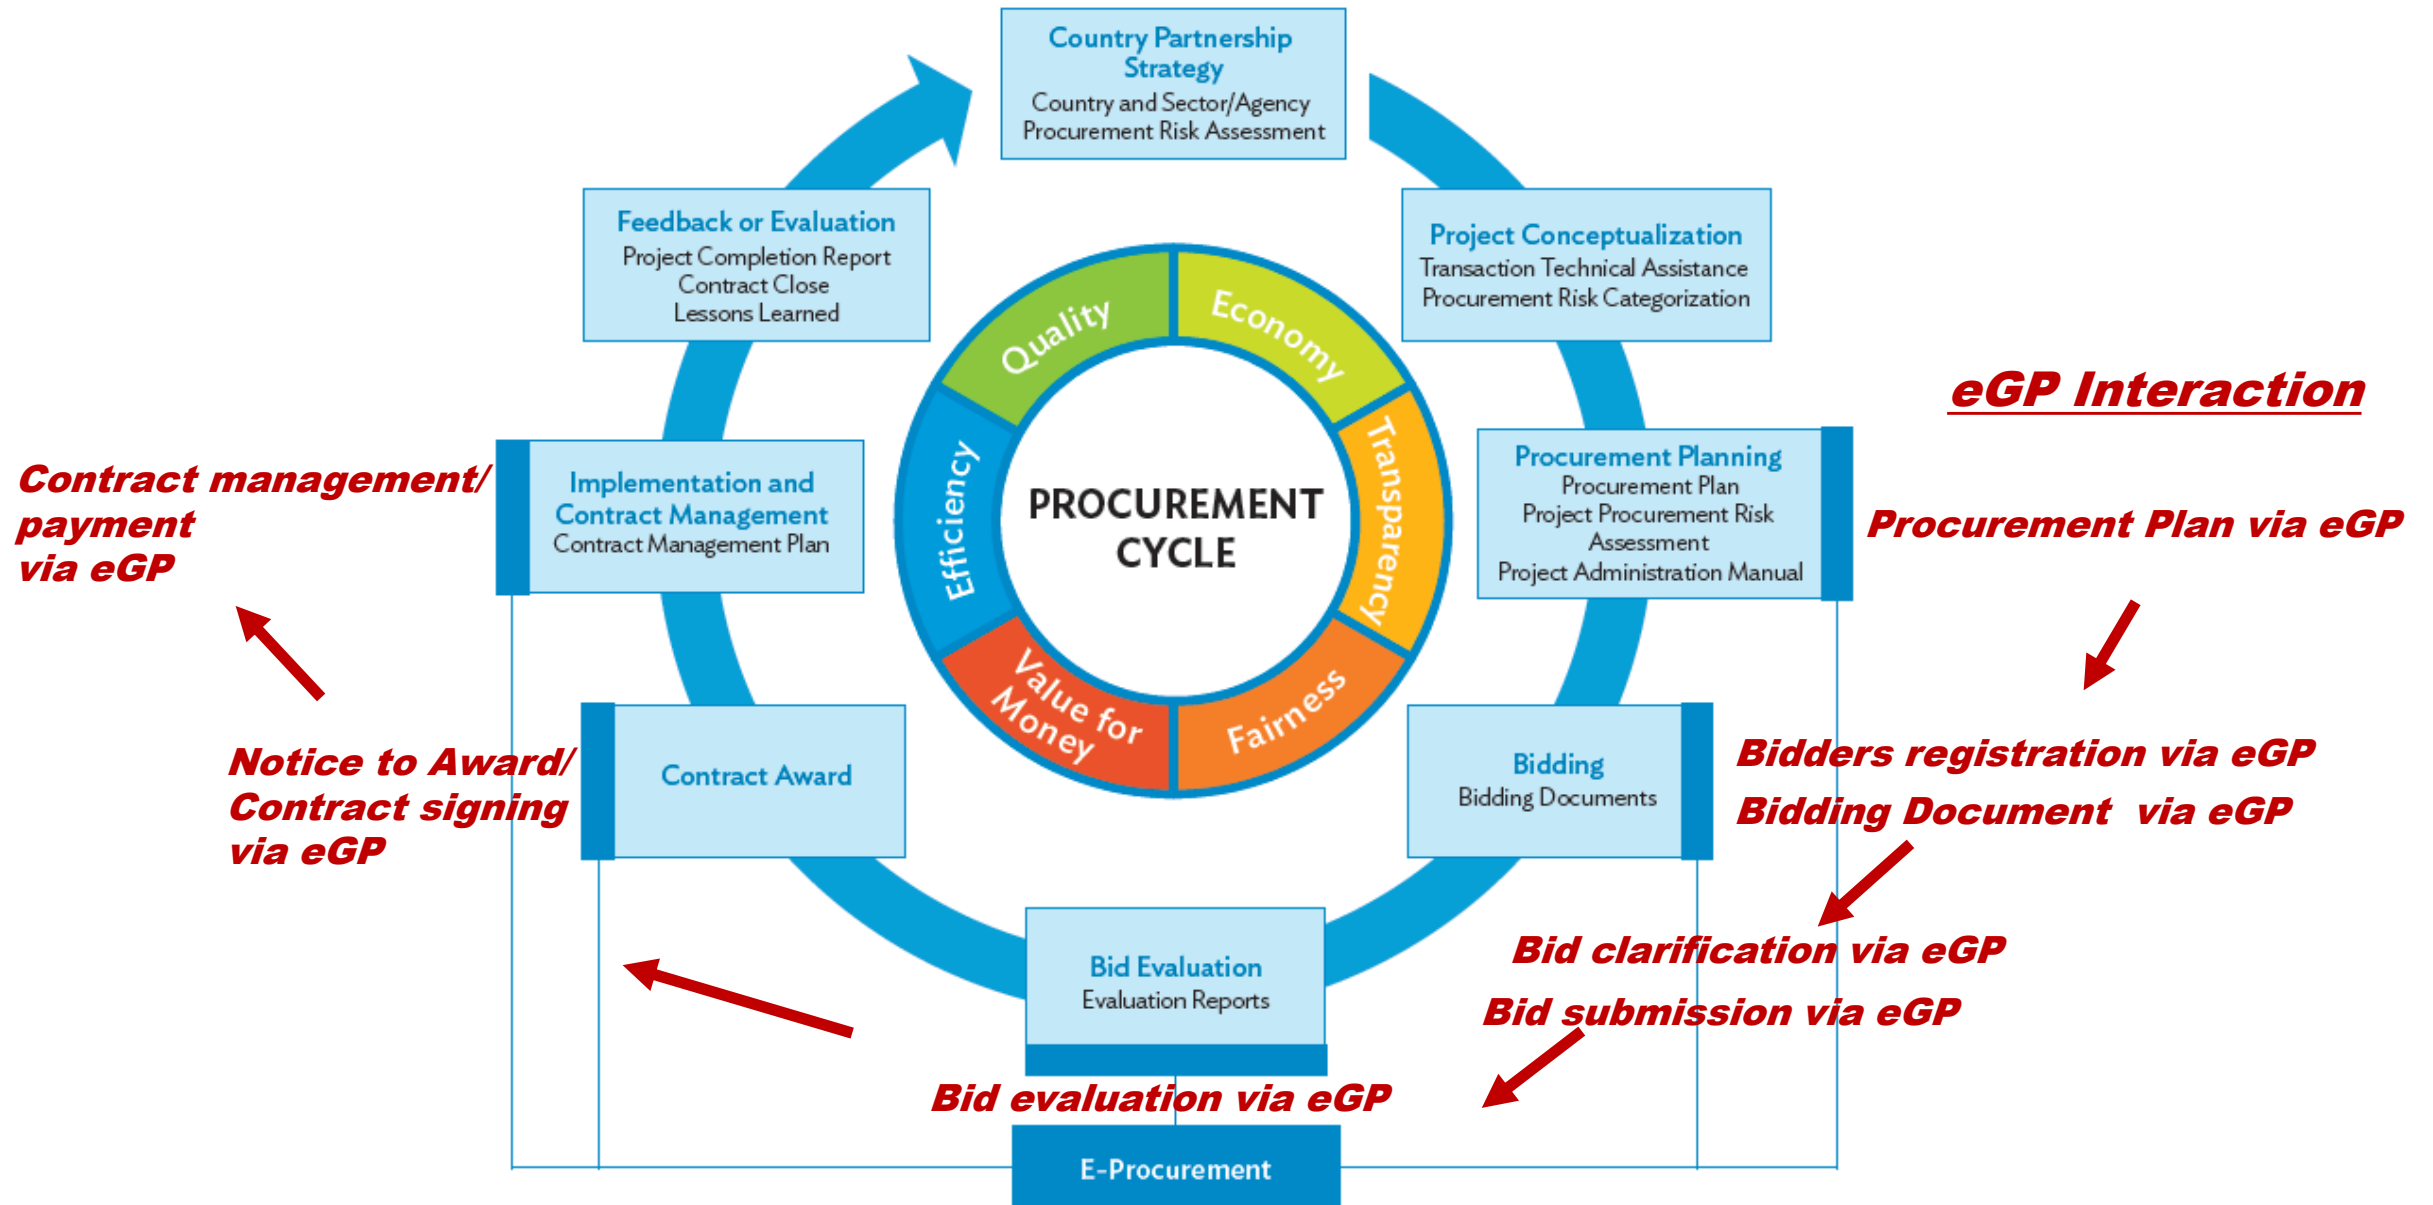 Country Partnership
Strategy
Country and Sector/Agency
Procurement Risk Assessment
Feedback or Evaluation
Project Completion Report
Contract Close
Lessons Learned
Project Conceptualization
Transaction Technical Assistance
Procurement Risk Categorization
Quality
Economy
Transparency
Fairness
Value for
Money
Efficiency
PROCUREMENT
CYCLE
eGP Interaction
Procurement Planning
Procurement Plan
Project Procurement Risk
Assessment
Project Administration Manual
Procurement Plan via eGP
Contract management/
payment
via eGP
Implementation and
Contract Management
Contract Management Plan
Notice to Award/
Contract signing
via eGP
Contract Award
Bidding
Bidding Documents
Bidders registration via eGP
Bidding Document via eGP
Bid Evaluation
Evaluation Reports
Bid clarification via eGP
Bid submission via eGP
Bid evaluation via eGP
E-Procurement